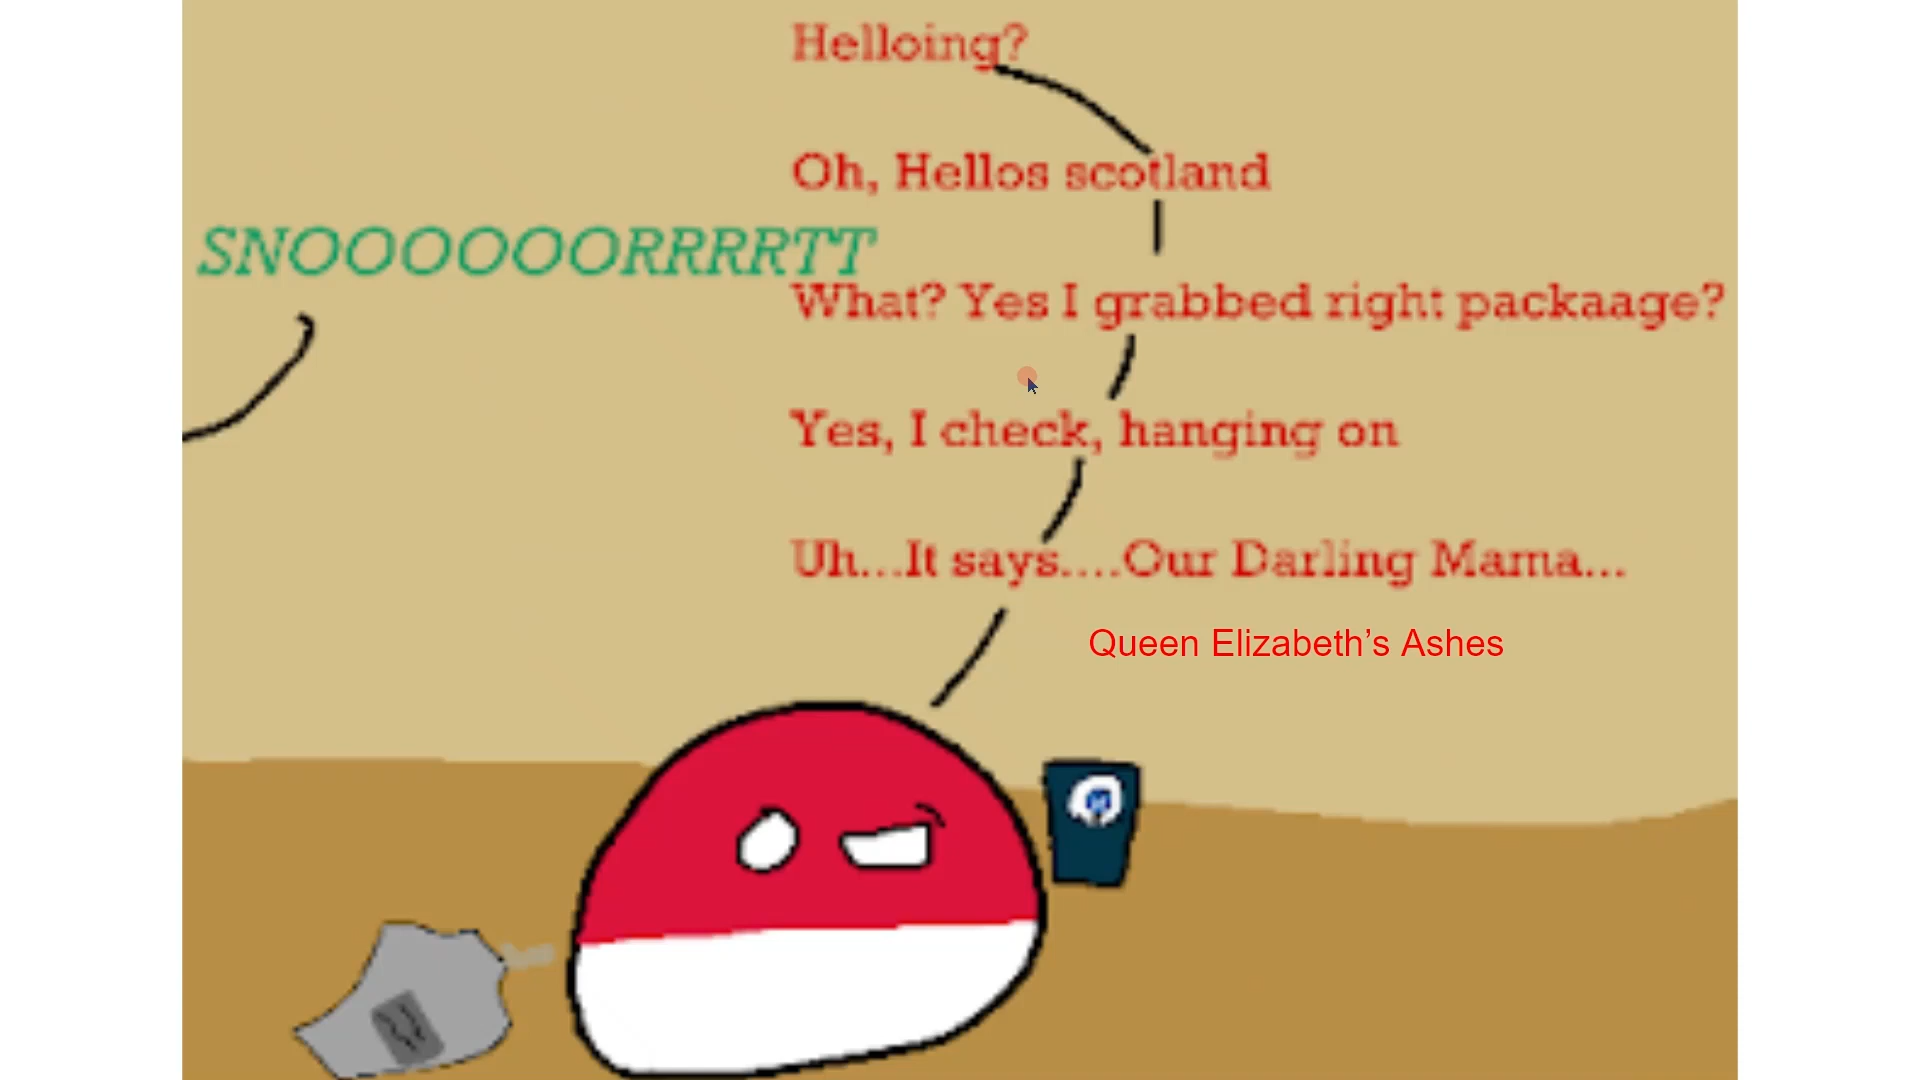 Helloing?
Oh, Hellos scotland
SNOOOOOORRRRTT
What? Yes I grabbed right packaage?
Yes, I check, hanging on
Uh...It says....Our Darling Mama...
Queen Elizabeth’s Ashes